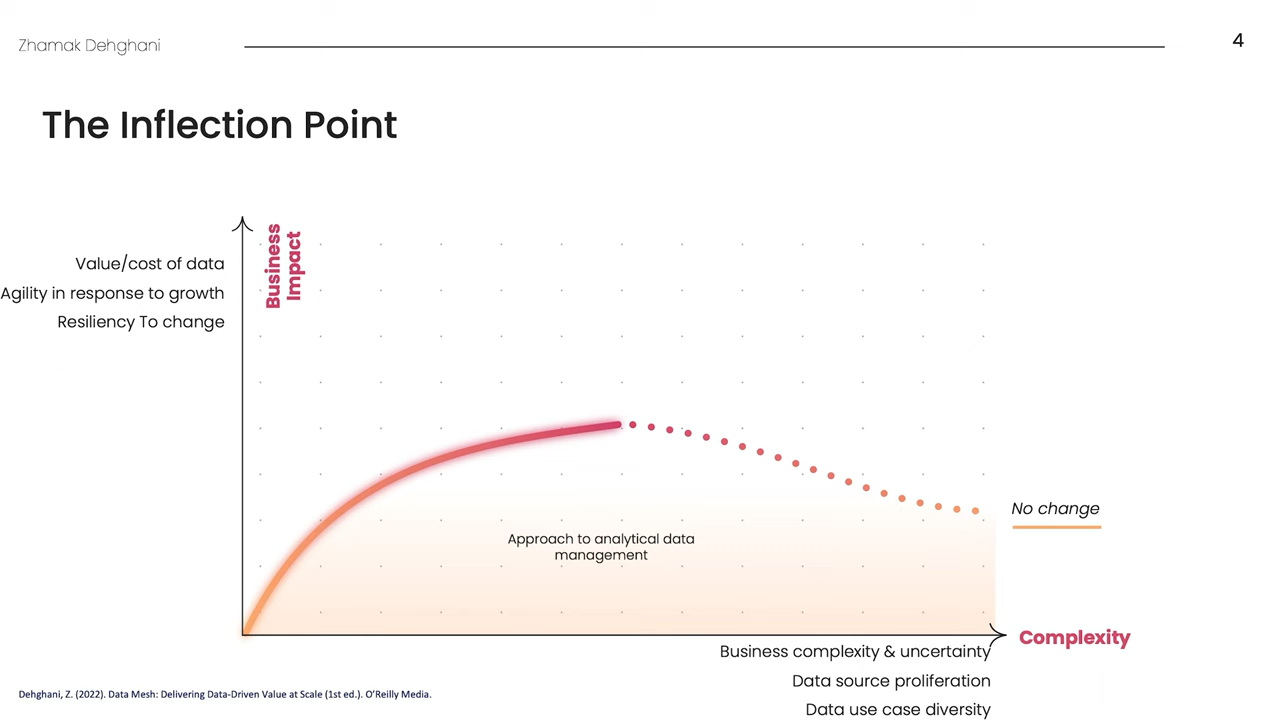 Zhamak Dehghani
4
The Inflection Point
Business
Impact
Value/cost of data
Agility in response to growth
Resiliency To change
No change
Approach to analytical data
management
Complexity
Business complexity & uncertainty
Data source proliferation
Data use case diversity
Dehghani, Z. (2022). Data Mesh: Delivering Data-Driven Value at Scale (1st ed.). O’Reilly Media.